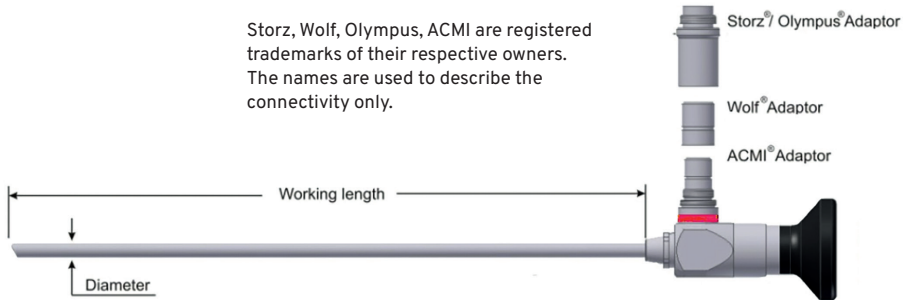 Storz, Wolf, Olympus, ACMI are registered
trademarks of their respective owners.
The names are used to describe the
connectivity only.
Storz®/ Olympus® Adaptor
Wolf® Adaptor
ACMI® Adaptor
Working length
Diameter